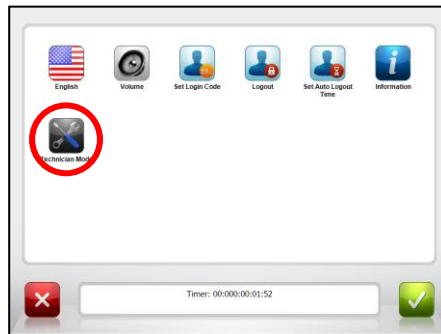 English
Volume
Set Login Code
Logout
Set Auto Logout
Time
Information
Technician Mode
Timer: 00:000:00:01:52